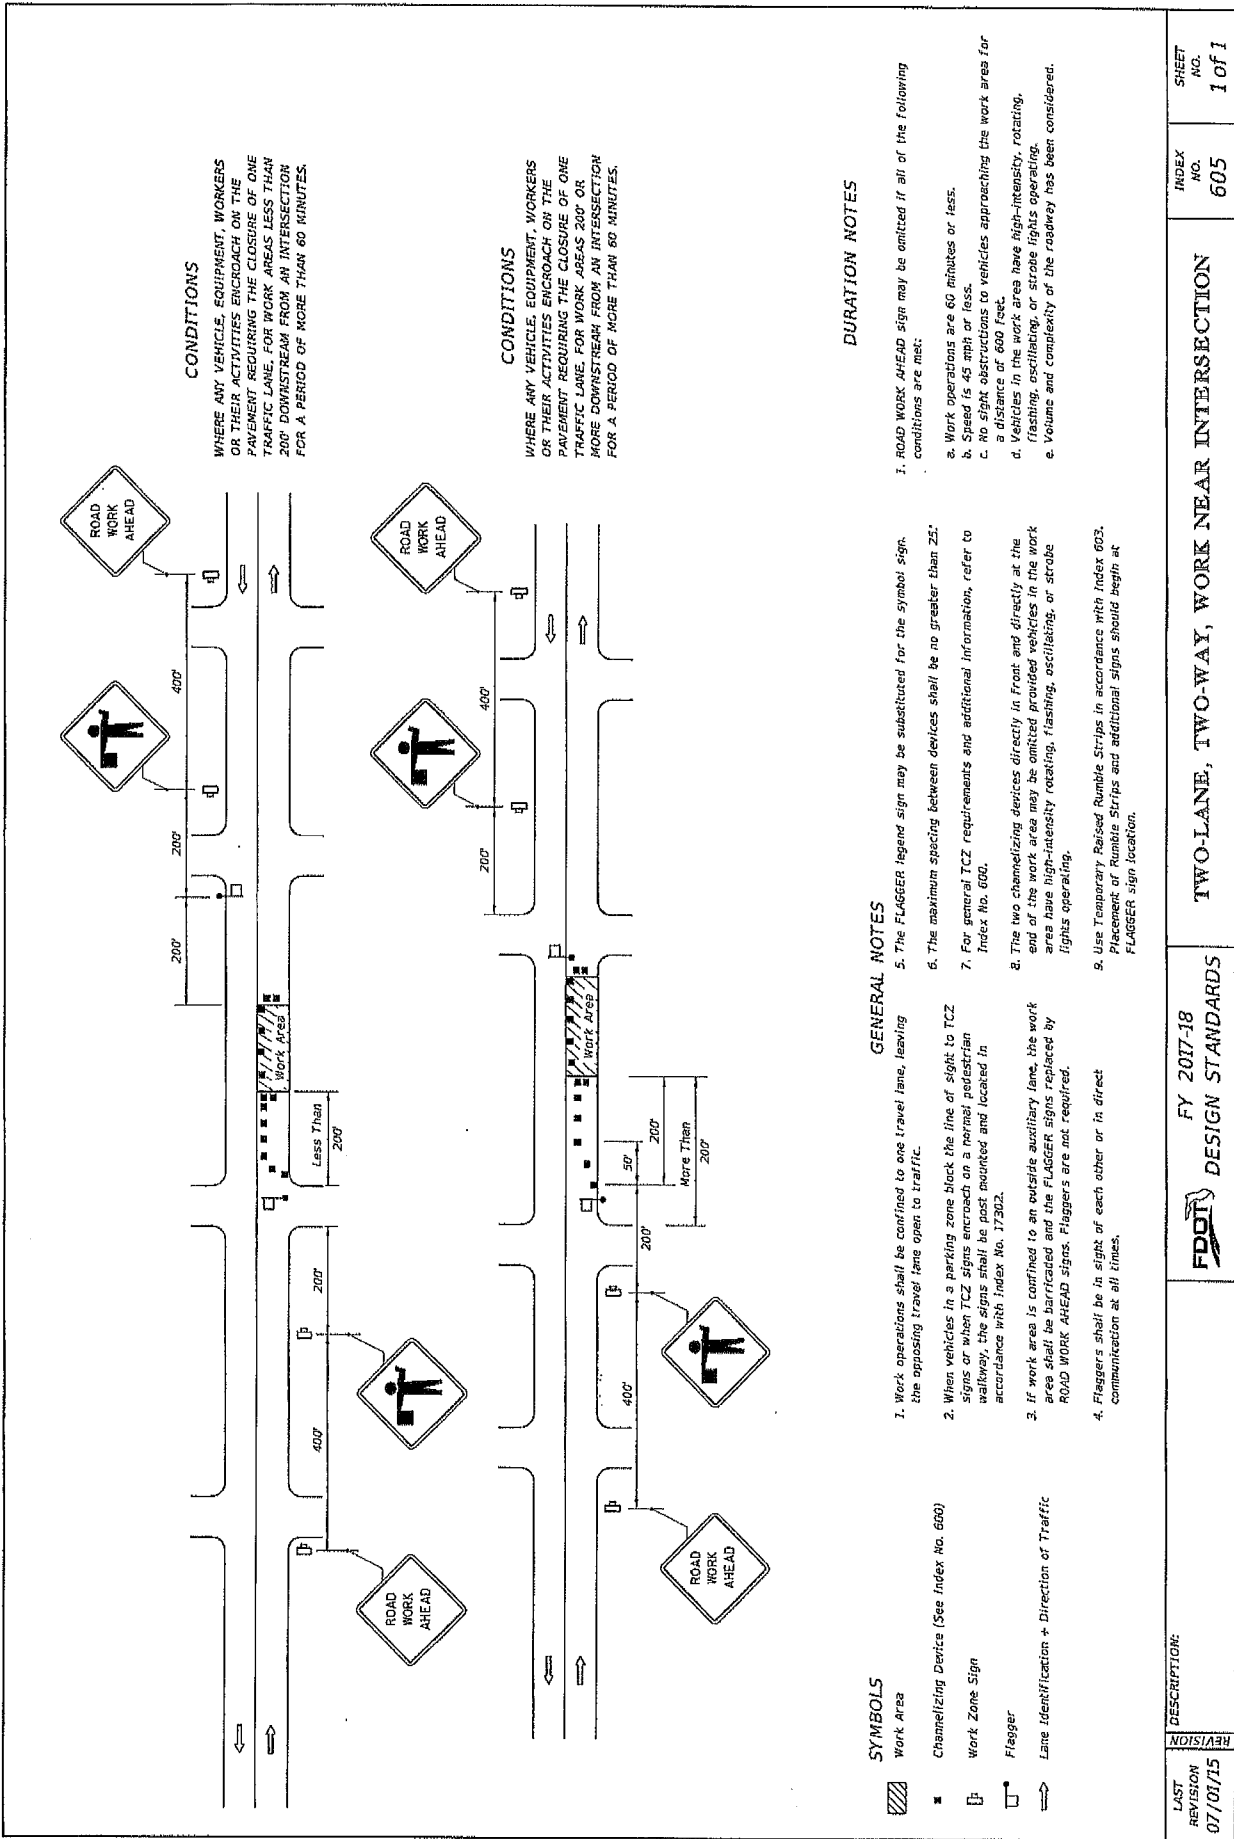 ROAD
WORK
AHEAD
400'
200'
200'
Work Area
Less Than
200'
200'
400'
ROAD
WORK
AHEAD
CONDITIONS
WHERE ANY VEHICLE, EQUIPMENT, WORKERS
OR THEIR ACTIVITIES ENCROACH ON THE
PAVEMENT REQUIRING THE CLOSURE OF ONE
TRAFFIC LANE, FOR WORK AREAS LESS THAN
200' DOWNSTREAM FROM AN INTERSECTION
FOR A PERIOD OF MORE THAN 60 MINUTES.
ROAD
WORK
AHEAD
400'
200'
Work Area
200'
50'
More Than
200'
200'
400'
ROAD
WORK
AHEAD
CONDITIONS
WHERE ANY VEHICLE, EQUIPMENT, WORKERS
OR THEIR ACTIVITIES ENCROACH ON THE
PAVEMENT REQUIRING THE CLOSURE OF ONE
TRAFFIC LANE, FOR WORK AREAS 200' OR
MORE DOWNSTREAM FROM AN INTERSECTION
FOR A PERIOD OF MORE THAN 60 MINUTES.
SYMBOLS
Work Area
Channelizing Device (See Index No. 600)
Work Zone Sign
Flagger
Lane Identification + Direction of Traffic
GENERAL NOTES
1. Work operations shall be confined to one travel lane, leaving
the opposing travel lane open to traffic.
2. When vehicles in a parking zone block the line of sight to TCZ
signs or when TCZ signs encroach on a normal pedestrian
walkway, the signs shall be post mounted and located in
accordance with Index No. 17302.
3. If work area is confined to an outside auxiliary lane, the work
area shall be barricaded and the FLAGGER signs replaced by
ROAD WORK AHEAD signs. Flaggers are not required.
4. Flaggers shall be in sight of each other or in direct
communication at all times.
5. The FLAGGER legend sign may be substituted for the symbol sign.
6. The maximum spacing between devices shall be no greater than 25'.
7. For general TCZ requirements and additional information, refer to
Index No. 600.
8. The two channelizing devices directly in front and directly at the
end of the work area may be omitted provided vehicles in the work
area have high-intensity rotating, flashing, oscillating, or strobe
lights operating.
9. Use Temporary Raised Rumble Strips in accordance with Index 603.
Placement of Rumble Strips and additional signs should begin at
FLAGGER sign location.
DURATION NOTES
1. ROAD WORK AHEAD sign may be omitted if all of the following
conditions are met:
a. Work operations are 60 minutes or less.
b. Speed is 45 mph or less.
c. No sight obstructions to vehicles approaching the work area for
a distance of 600 feet.
d. Vehicles in the work area have high-intensity, rotating,
flashing, oscillating, or strobe lights operating.
e. Volume and complexity of the roadway has been considered.
LAST
REVISION
07/01/15
REVISION
DESCRIPTION:
FDOT
FY 2017-18
DESIGN STANDARDS
TWO-LANE, TWO-WAY, WORK NEAR INTERSECTION
INDEX
NO.
605
SHEET
NO.
1 of 1